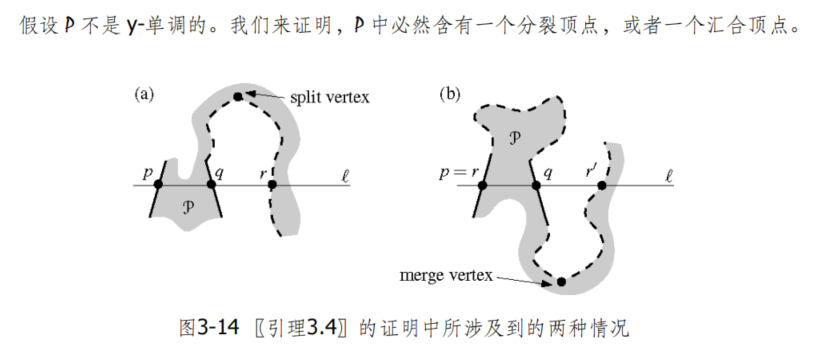 假设 P 不是 y-单调的。我们来证明，P 中必然含有一个分裂顶点，或者一个汇合顶点。
(a)
split vertex
p
q
r
ℓ
P
(b)
P
p = r
q
r′
ℓ
merge vertex
图3-14 〖引理3.4〗的证明中所涉及到的两种情况